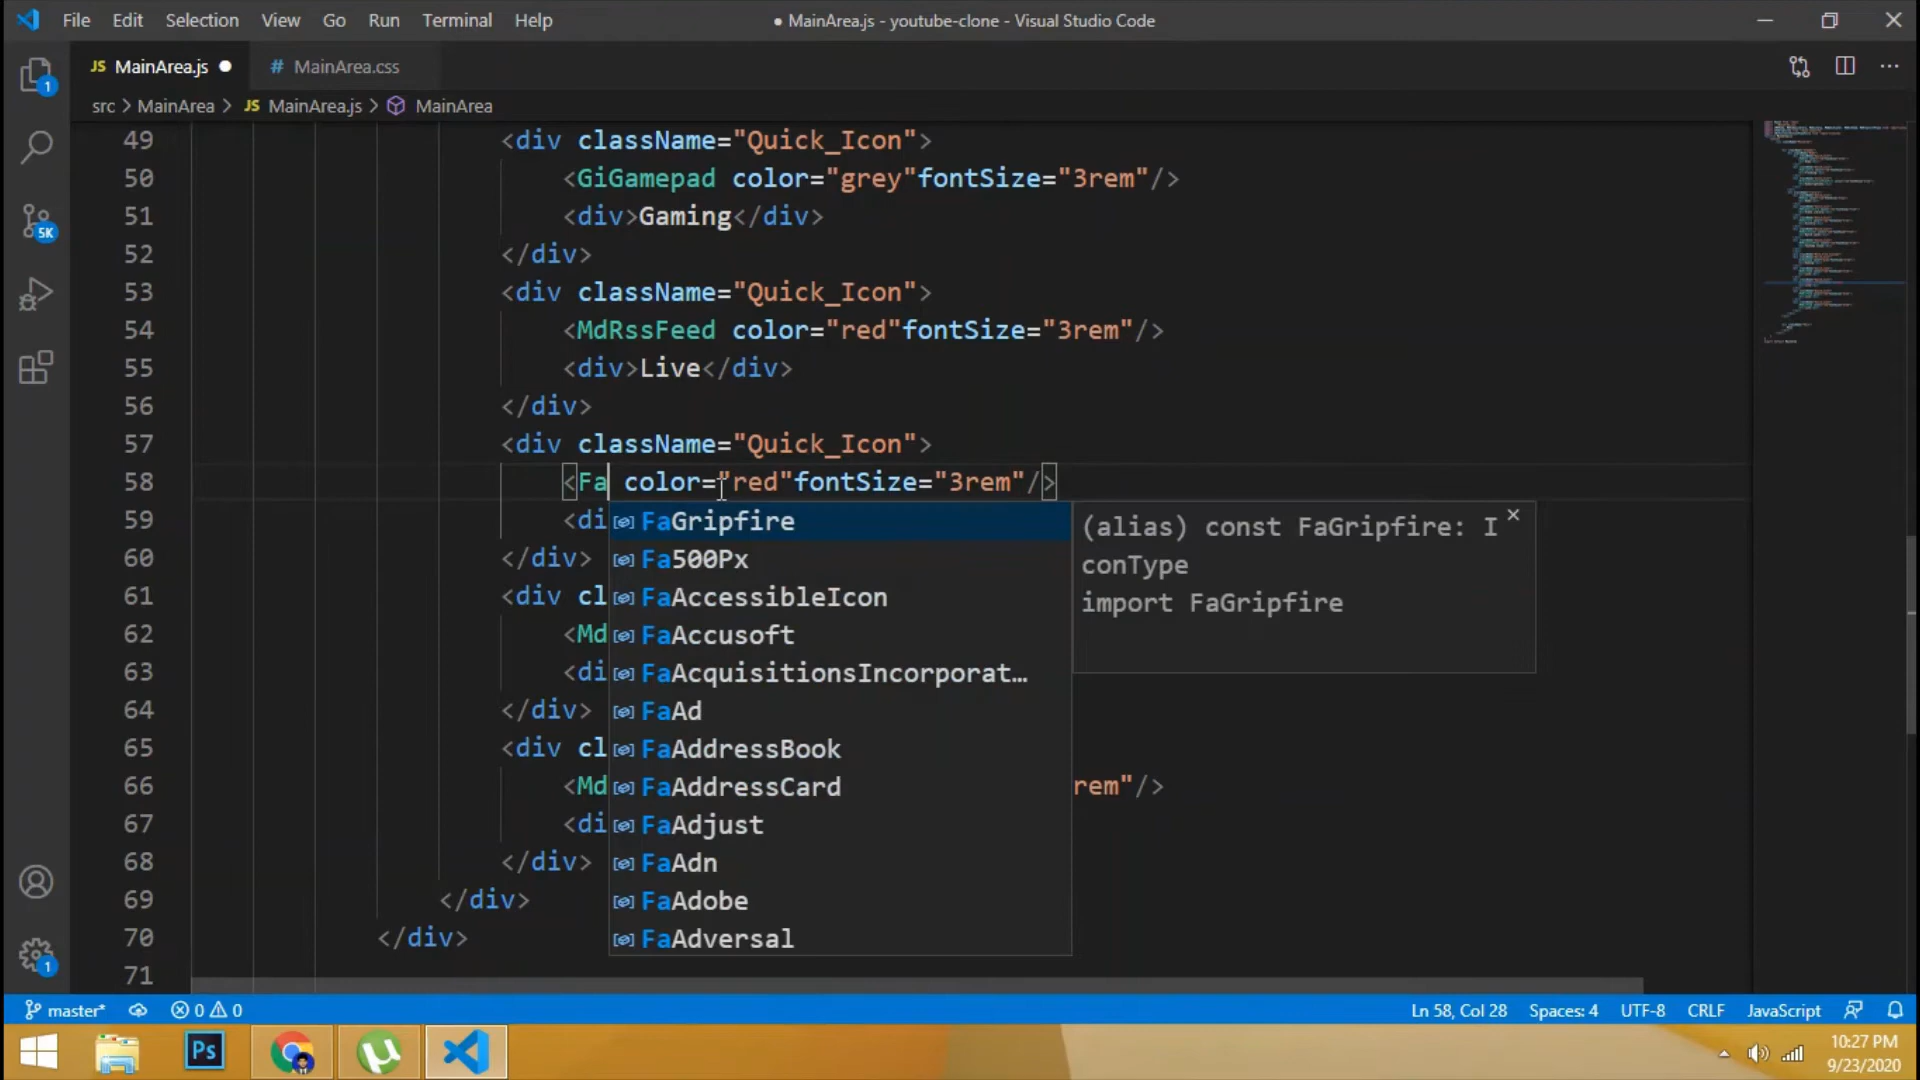 File Edit Selection View Go Run Terminal Help ● MainArea.js - youtube-clone - Visual Studio Code
JS MainArea.js ● # MainArea.css
src > MainArea > JS MainArea.js > MainArea
49 <div className="Quick_Icon">
50 <GiGamepad color="grey"fontSize="3rem"/>
51 <div>Gaming</div>
52 </div>
53 <div className="Quick_Icon">
54 <MdRssFeed color="red"fontSize="3rem"/>
55 <div>Live</div>
56 </div>
57 <div className="Quick_Icon">
58 <Fa color="red"fontSize="3rem"/>
59 <di
60 </div>
61 <div cl
62 <Md
63 <di
64 </div>
65 <div cl
66 <Md rem"/>
67 <di
68 </div>
69 </div>
70 </div>
71
FaGripfire
Fa500Px
FaAccessibleIcon
FaAccusoft
FaAcquisitionsIncorporat…
FaAd
FaAddressBook
FaAddressCard
FaAdjust
FaAdn
FaAdobe
FaAdversal
(alias) const FaGripfire: I
conType
import FaGripfire
1
5K
1
master* 0 0 Ln 58, Col 28 Spaces: 4 UTF-8 CRLF JavaScript
Ps
10:27 PM
9/23/2020